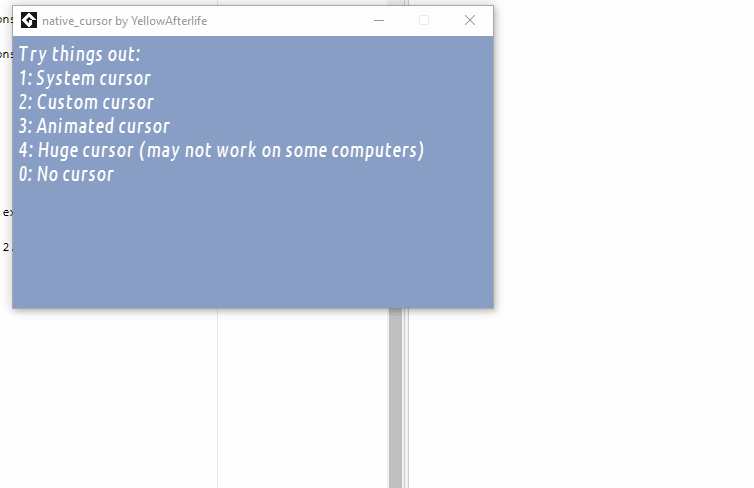 native_cursor by YellowAfterlife
Try things out:
1: System cursor
2: Custom cursor
3: Animated cursor
4: Huge cursor (may not work on some computers)
0: No cursor
ons
ons
ex
2.